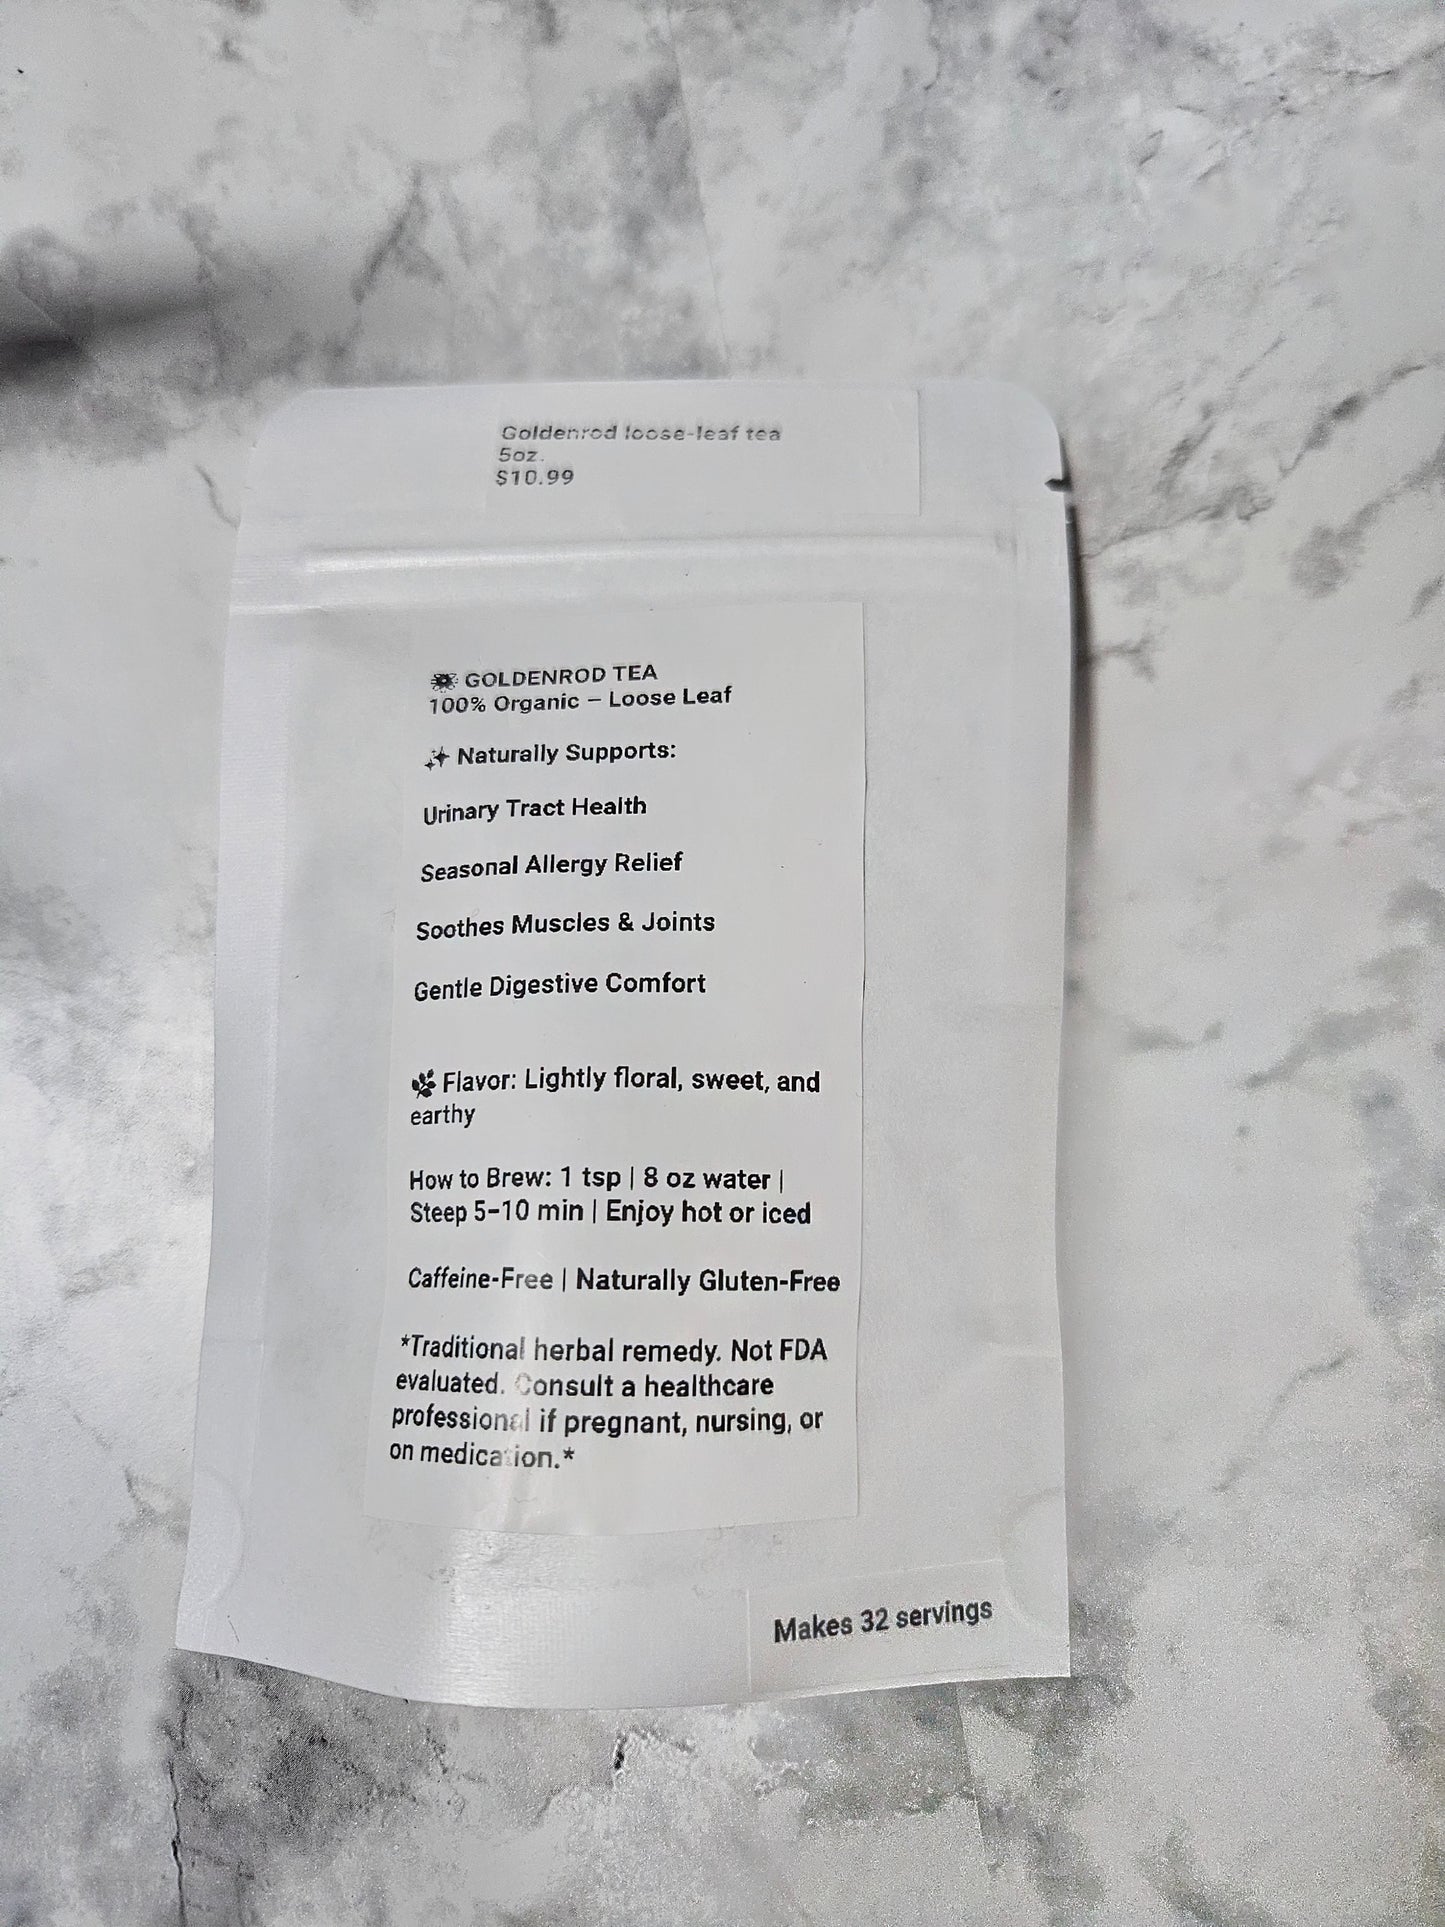 Goldenrod loose-leaf tea
5oz.
$10.99
GOLDENROD TEA
100% Organic – Loose Leaf
Naturally Supports:
Urinary Tract Health
Seasonal Allergy Relief
Soothes Muscles & Joints
Gentle Digestive Comfort
Flavor: Lightly floral, sweet, and
earthy
How to Brew: 1 tsp | 8 oz water |
Steep 5–10 min | Enjoy hot or iced
Caffeine-Free | Naturally Gluten-Free
*Traditional herbal remedy. Not FDA
evaluated. Consult a healthcare
professional if pregnant, nursing, or
on medication.*
Makes 32 servings